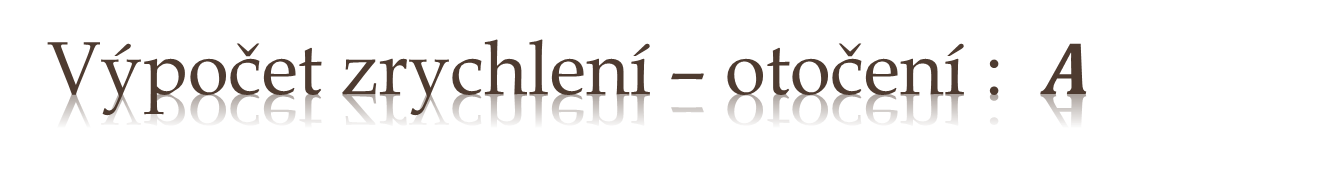 Výpočet zrychlení – otočení : A